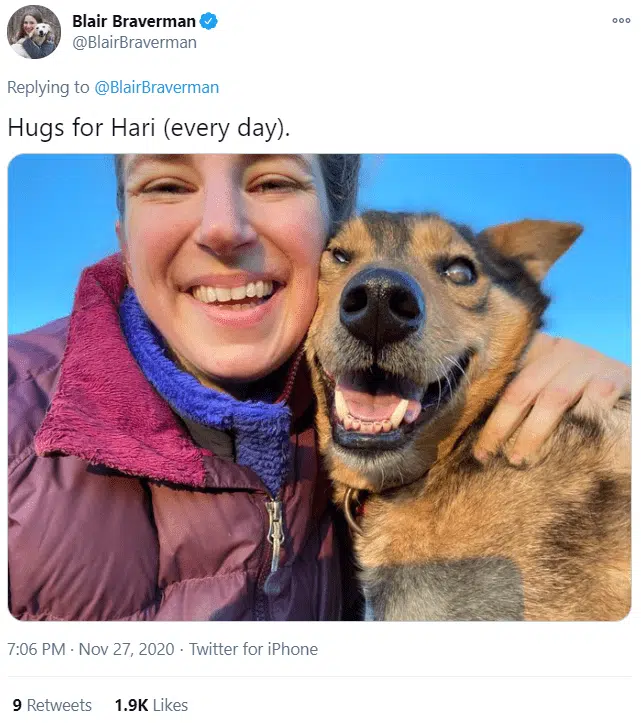 Blair Braverman
@BlairBraverman
Replying to @BlairBraverman
Hugs for Hari (every day).
7:06 PM · Nov 27, 2020 · Twitter for iPhone
9 Retweets 1.9K Likes